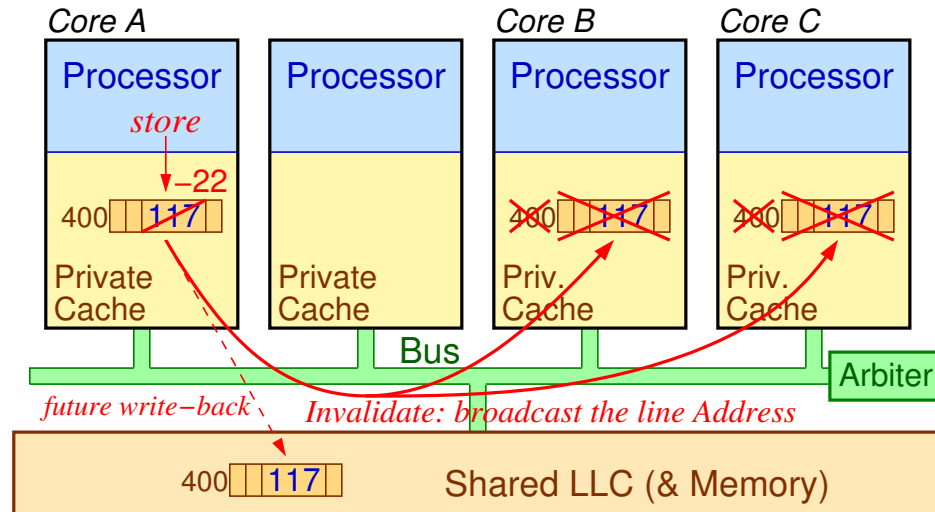 Core A
Core B
Core C
Processor
Processor
Processor
Processor
store
−22
400 117
400 117
400 117
Private
Cache
Private
Cache
Priv.
Cache
Priv.
Cache
Bus
Arbiter
future write−back
Invalidate: broadcast the line Address
400 117
Shared LLC (& Memory)